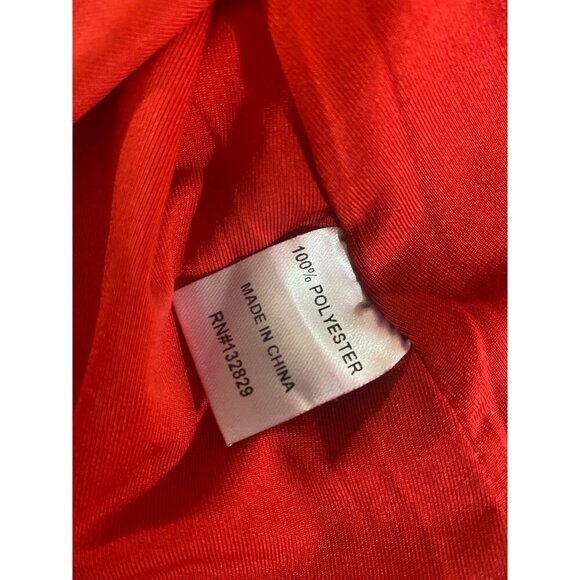 100% POLYESTER
MADE IN CHINA
RN#132829